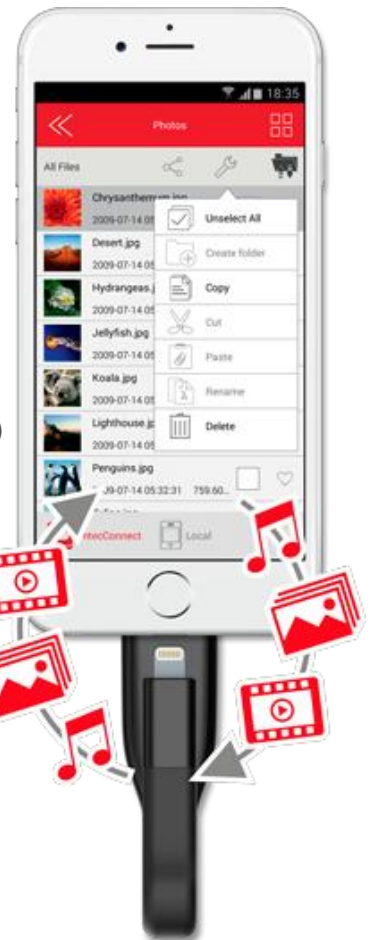 18:35
Photos
All Files
Chrysanthemum.jpg
2009-07-14 05
Unselect All
Desert.jpg
2009-07-14 05
Create folder
Hydrangeas.j
2009-07-14 05
Copy
Jellyfish.jpg
2009-07-14 05
Cut
Koala.jpg
2009-07-14 05
Paste
Rename
Lighthouse.jp
2009-07-14 05
Delete
Penguins.jpg
2009-07-14 05:32:31 759.60...
ntecConnect
Local